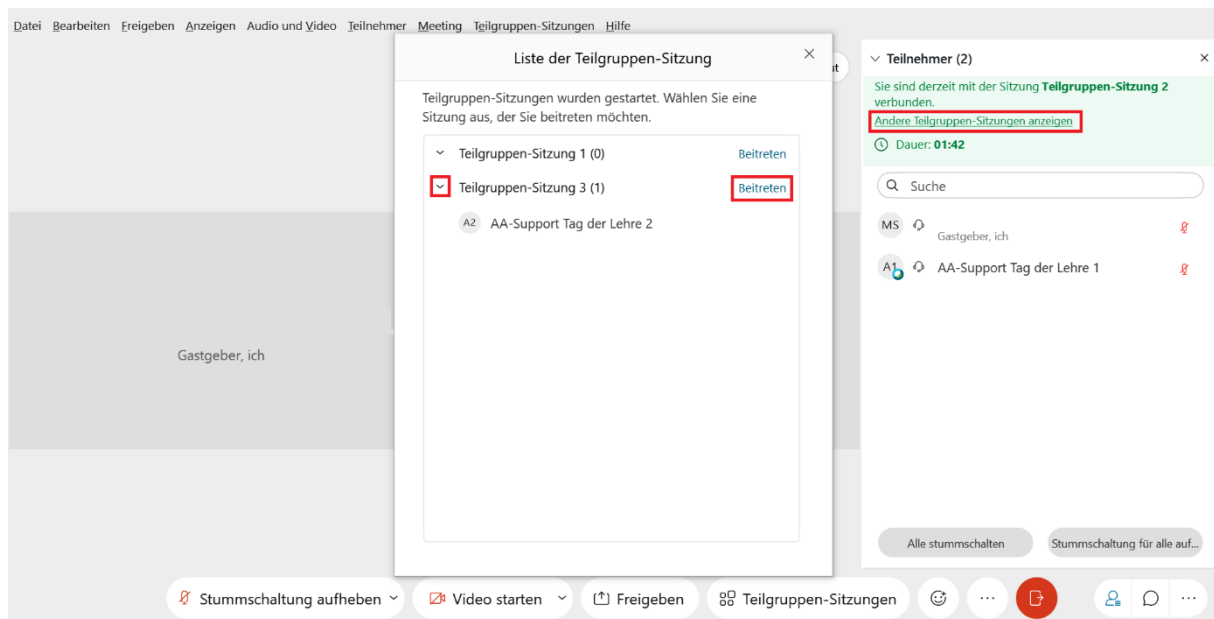 Datei Bearbeiten Freigeben Anzeigen Audio und Video Teilnehmer Meeting Teilgruppen-Sitzungen Hilfe
Liste der Teilgruppen-Sitzung
Teilgruppen-Sitzungen wurden gestartet. Wählen Sie eine
Sitzung aus, der Sie beitreten möchten.
Teilgruppen-Sitzung 1 (0) Beitreten
Teilgruppen-Sitzung 3 (1) Beitreten
A2 AA-Support Tag der Lehre 2
Gastgeber, ich
Teilnehmer (2)
Sie sind derzeit mit der Sitzung Teilgruppen-Sitzung 2
verbunden.
Andere Teilgruppen-Sitzungen anzeigen
Dauer: 01:42
Suche
MS
Gastgeber, ich
A1 AA-Support Tag der Lehre 1
Alle stummschalten Stummschaltung für alle auf...
Stummschaltung aufheben Video starten Freigeben Teilgruppen-Sitzungen